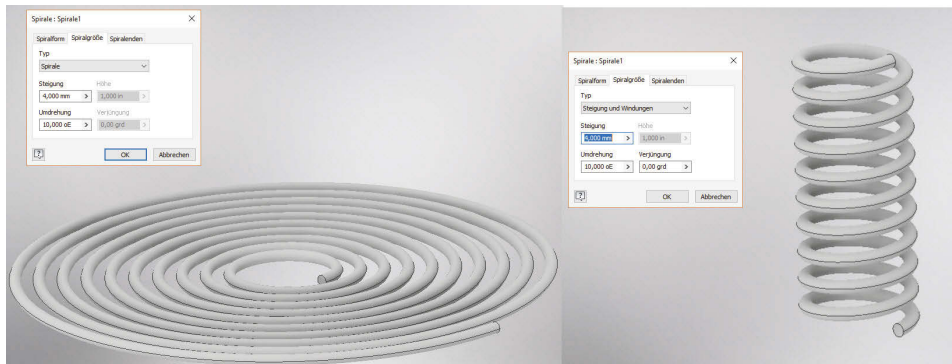 Spirale : Spirale1
Spiralform Spiralgröße Spiralenden
Typ
Spirale
Steigung Höhe
4,000 mm 1,000 in
Umdrehung Verjüngung
10,000 oE 0,00 grd
OK Abbrechen
Spirale : Spirale1
Spiralform Spiralgröße Spiralenden
Typ
Steigung und Windungen
Steigung Höhe
4,000 mm 1,000 in
Umdrehung Verjüngung
10,000 oE 0,00 grd
OK Abbrechen